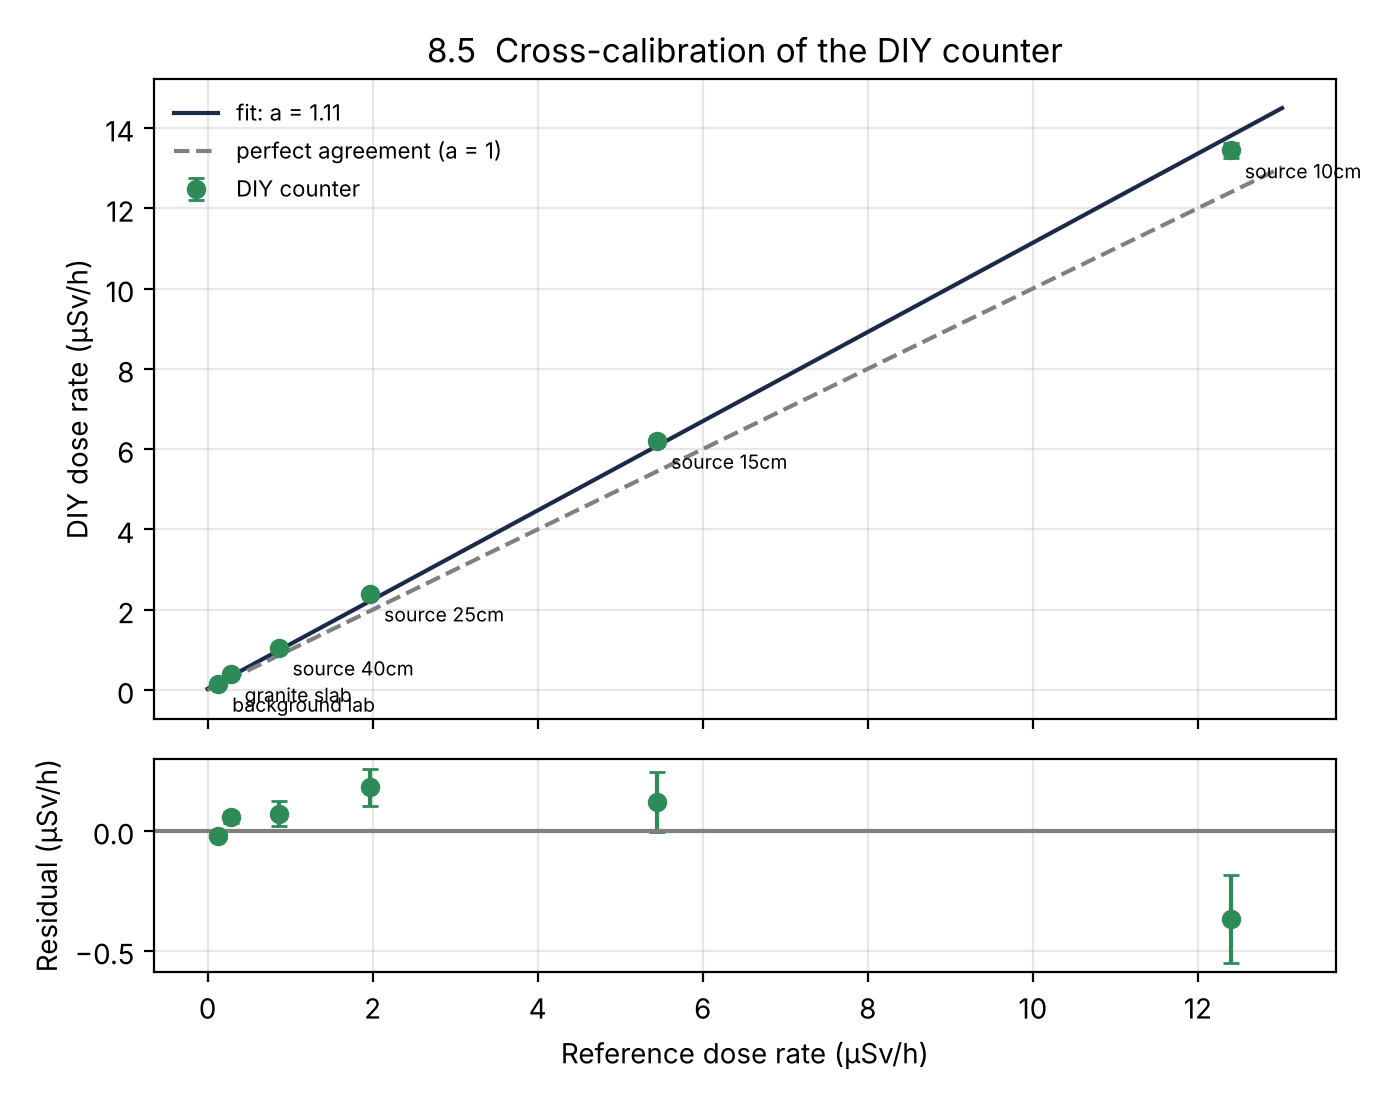 8.5  Cross-calibration of the DIY counter
fit: a = 1.11
perfect agreement (a = 1)
DIY counter
DIY dose rate (µSv/h)
14
12
10
8
6
4
2
0
source 10cm
source 15cm
source 25cm
source 40cm
granite slab
background lab
Residual (µSv/h)
0.0
−0.5
0 2 4 6 8 10 12
Reference dose rate (µSv/h)